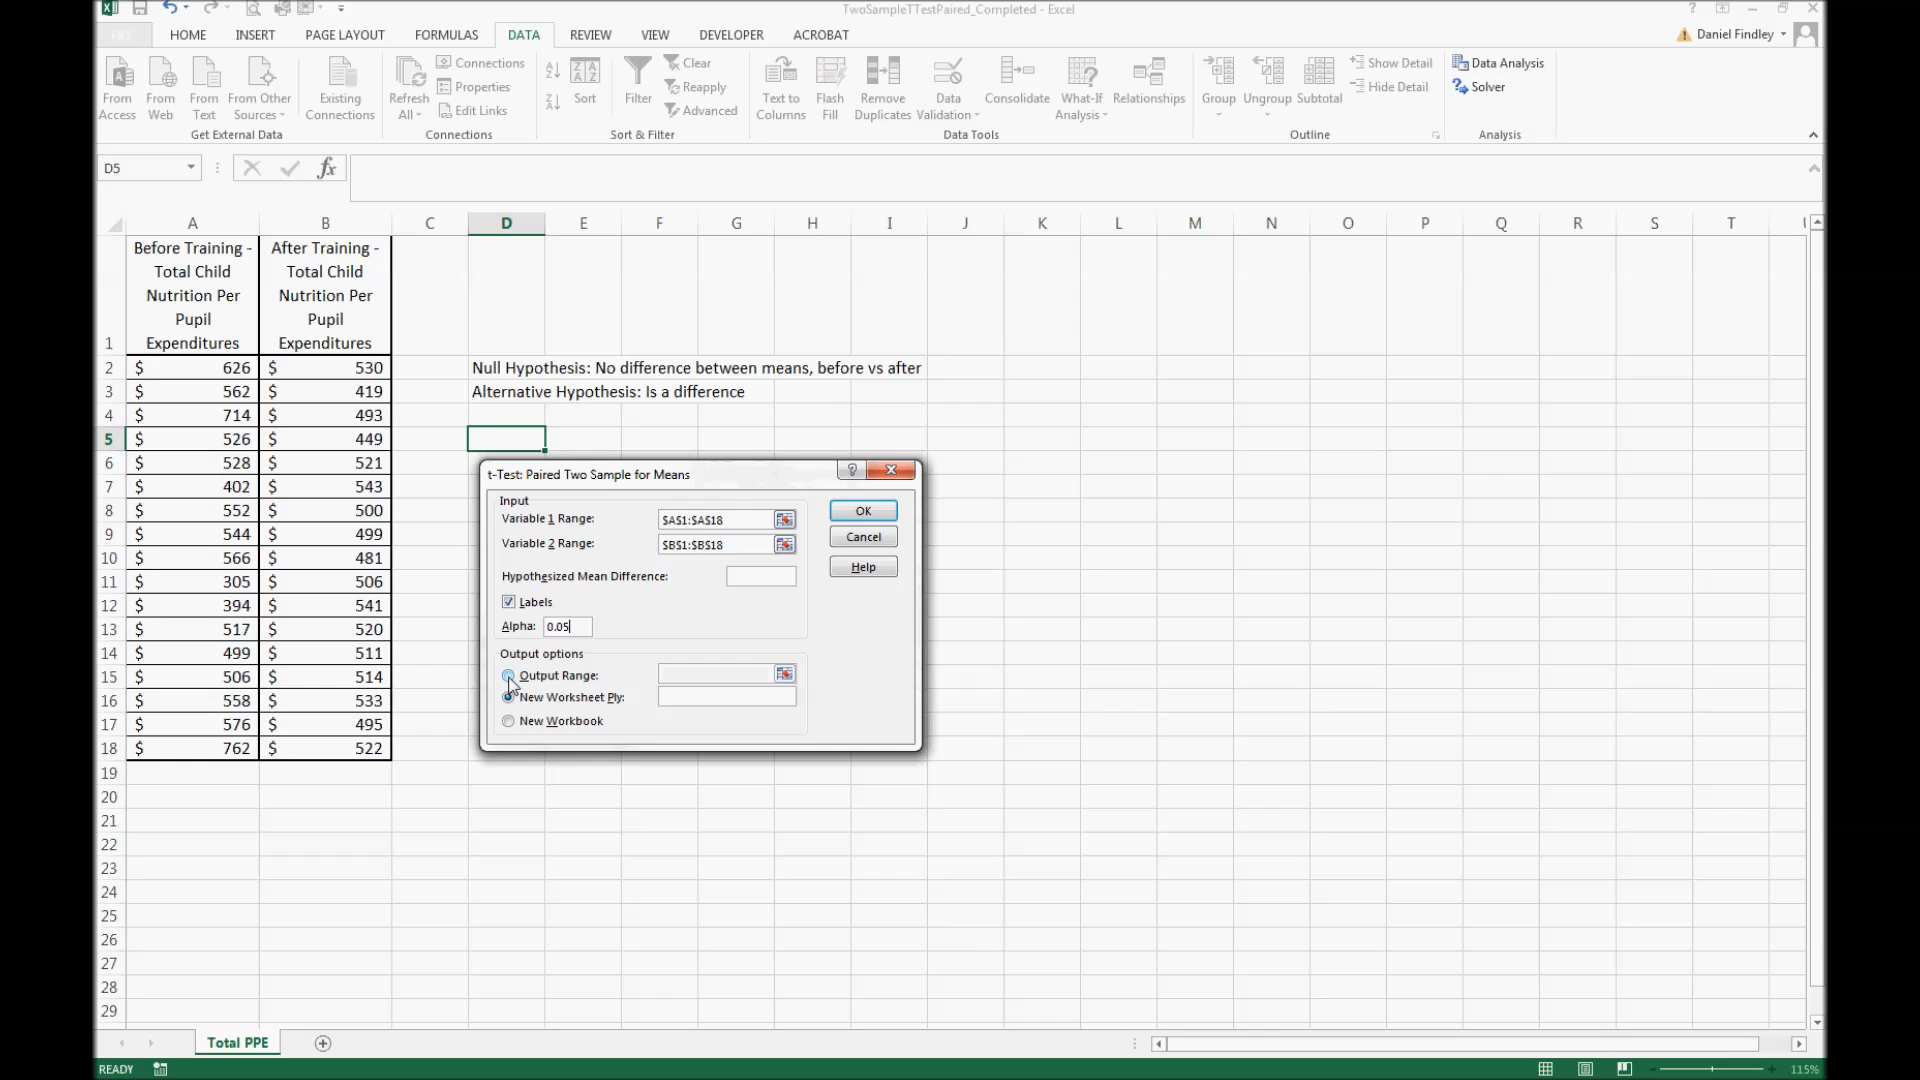 TwoSampleTTestPaired_Completed - Excel
HOME INSERT PAGE LAYOUT FORMULAS DATA REVIEW VIEW DEVELOPER ACROBAT
Daniel Findley
From Access
From Web
From Text
From Other Sources
Existing Connections
Get External Data
Refresh All
Connections
Properties
Edit Links
Connections
Sort
Filter
Clear
Reapply
Advanced
Sort & Filter
Text to Columns
Flash Fill
Remove Duplicates
Data Validation
Consolidate
What-If Analysis
Relationships
Data Tools
Group
Ungroup
Subtotal
Show Detail
Hide Detail
Outline
Data Analysis
Solver
Analysis
D5
fx
A B C D E F G H I J K L M N O P Q R S T
Before Training -
Total Child
Nutrition Per
Pupil
Expenditures
After Training -
Total Child
Nutrition Per
Pupil
Expenditures
1
2 $ 626 $ 530 Null Hypothesis: No difference between means, before vs after
3 $ 562 $ 419 Alternative Hypothesis: Is a difference
4 $ 714 $ 493
5 $ 526 $ 449
6 $ 528 $ 521
7 $ 402 $ 543
8 $ 552 $ 500
9 $ 544 $ 499
10 $ 566 $ 481
11 $ 305 $ 506
12 $ 394 $ 541
13 $ 517 $ 520
14 $ 499 $ 511
15 $ 506 $ 514
16 $ 558 $ 533
17 $ 576 $ 495
18 $ 762 $ 522
19
20
21
22
23
24
25
26
27
28
29
t-Test: Paired Two Sample for Means
Input
Variable 1 Range: $A$1:$A$18
Variable 2 Range: $B$1:$B$18
Hypothesized Mean Difference:
Labels
Alpha: 0.05
Output options
Output Range:
New Worksheet Ply:
New Workbook
OK
Cancel
Help
Total PPE
READY
115%